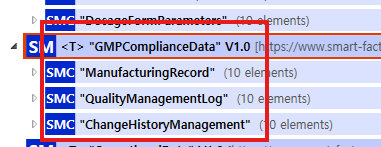 SMC "DosageFormParameters" (10 elements)
SM <T> "GMPComplianceData" V1.0 [https://www.smart-fact
SMC "ManufacturingRecord" (10 elements)
SMC "QualityManagementLog" (10 elements)
SMC "ChangeHistoryManagement" (10 elements)